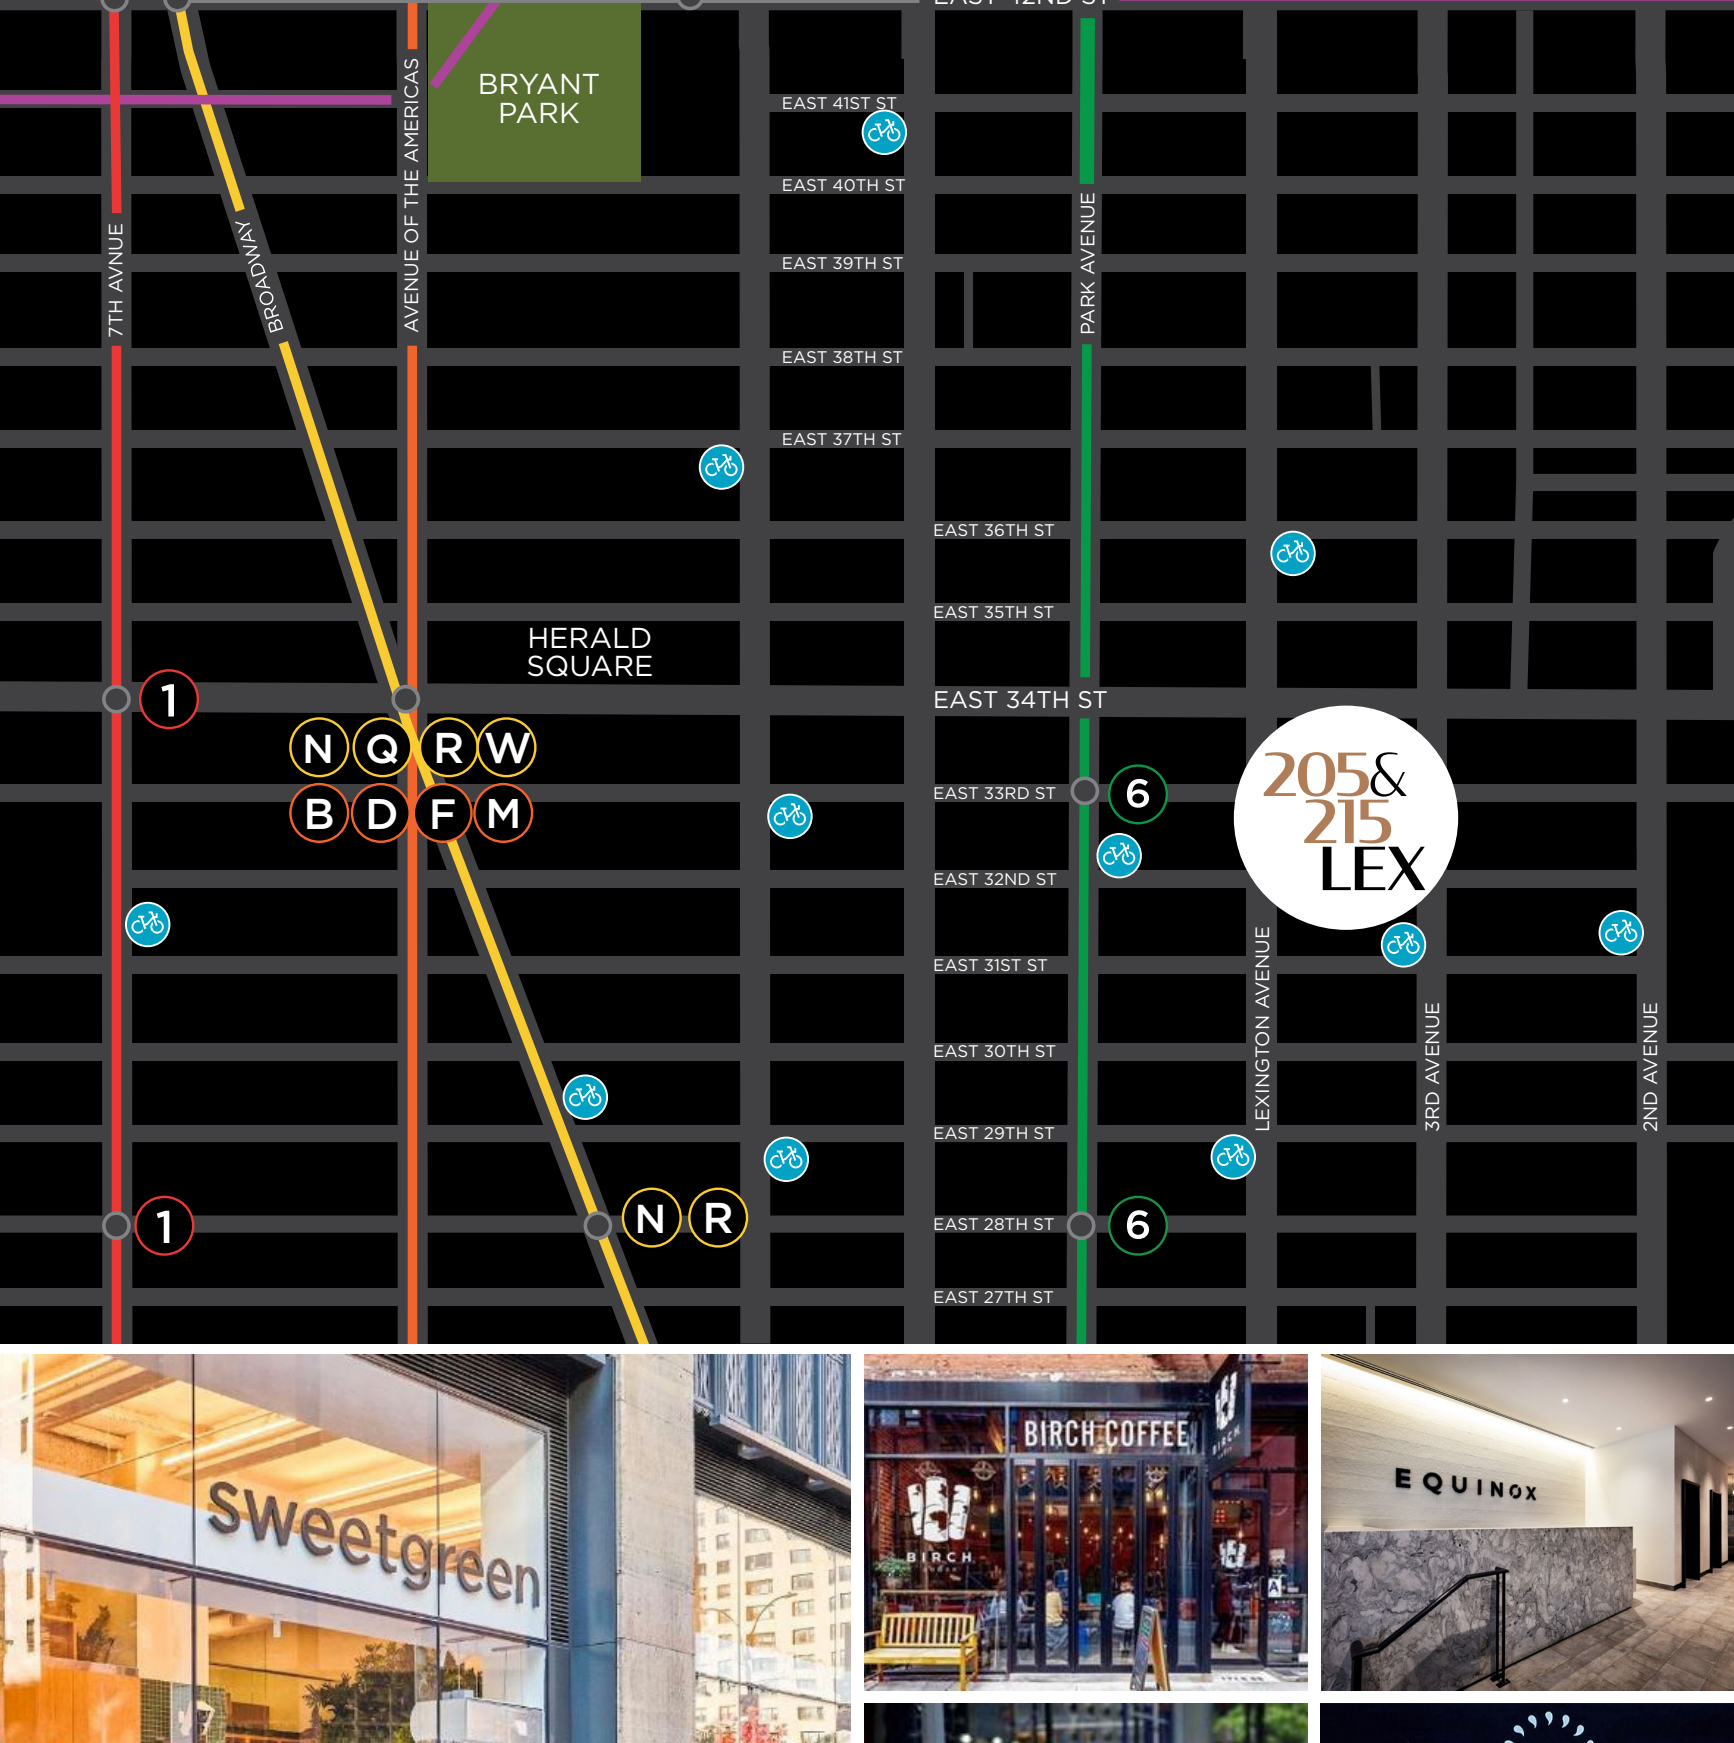 EAST 42ND ST
BRYANT
PARK
EAST 41ST ST
EAST 40TH ST
7TH AVNUE
BROADWAY
AVENUE OF THE AMERICAS
PARK AVENUE
EAST 39TH ST
EAST 38TH ST
EAST 37TH ST
EAST 36TH ST
EAST 35TH ST
HERALD
SQUARE
EAST 34TH ST
1
N Q R W
B D F M
EAST 33RD ST
6
205&
215
LEX
EAST 32ND ST
EAST 31ST ST
EAST 30TH ST
LEXINGTON AVENUE
3RD AVENUE
2ND AVENUE
EAST 29TH ST
1
N R
EAST 28TH ST
6
EAST 27TH ST
sweetgreen
BIRCH COFFEE
BIRCH
BIRCH
A
EQUINOX